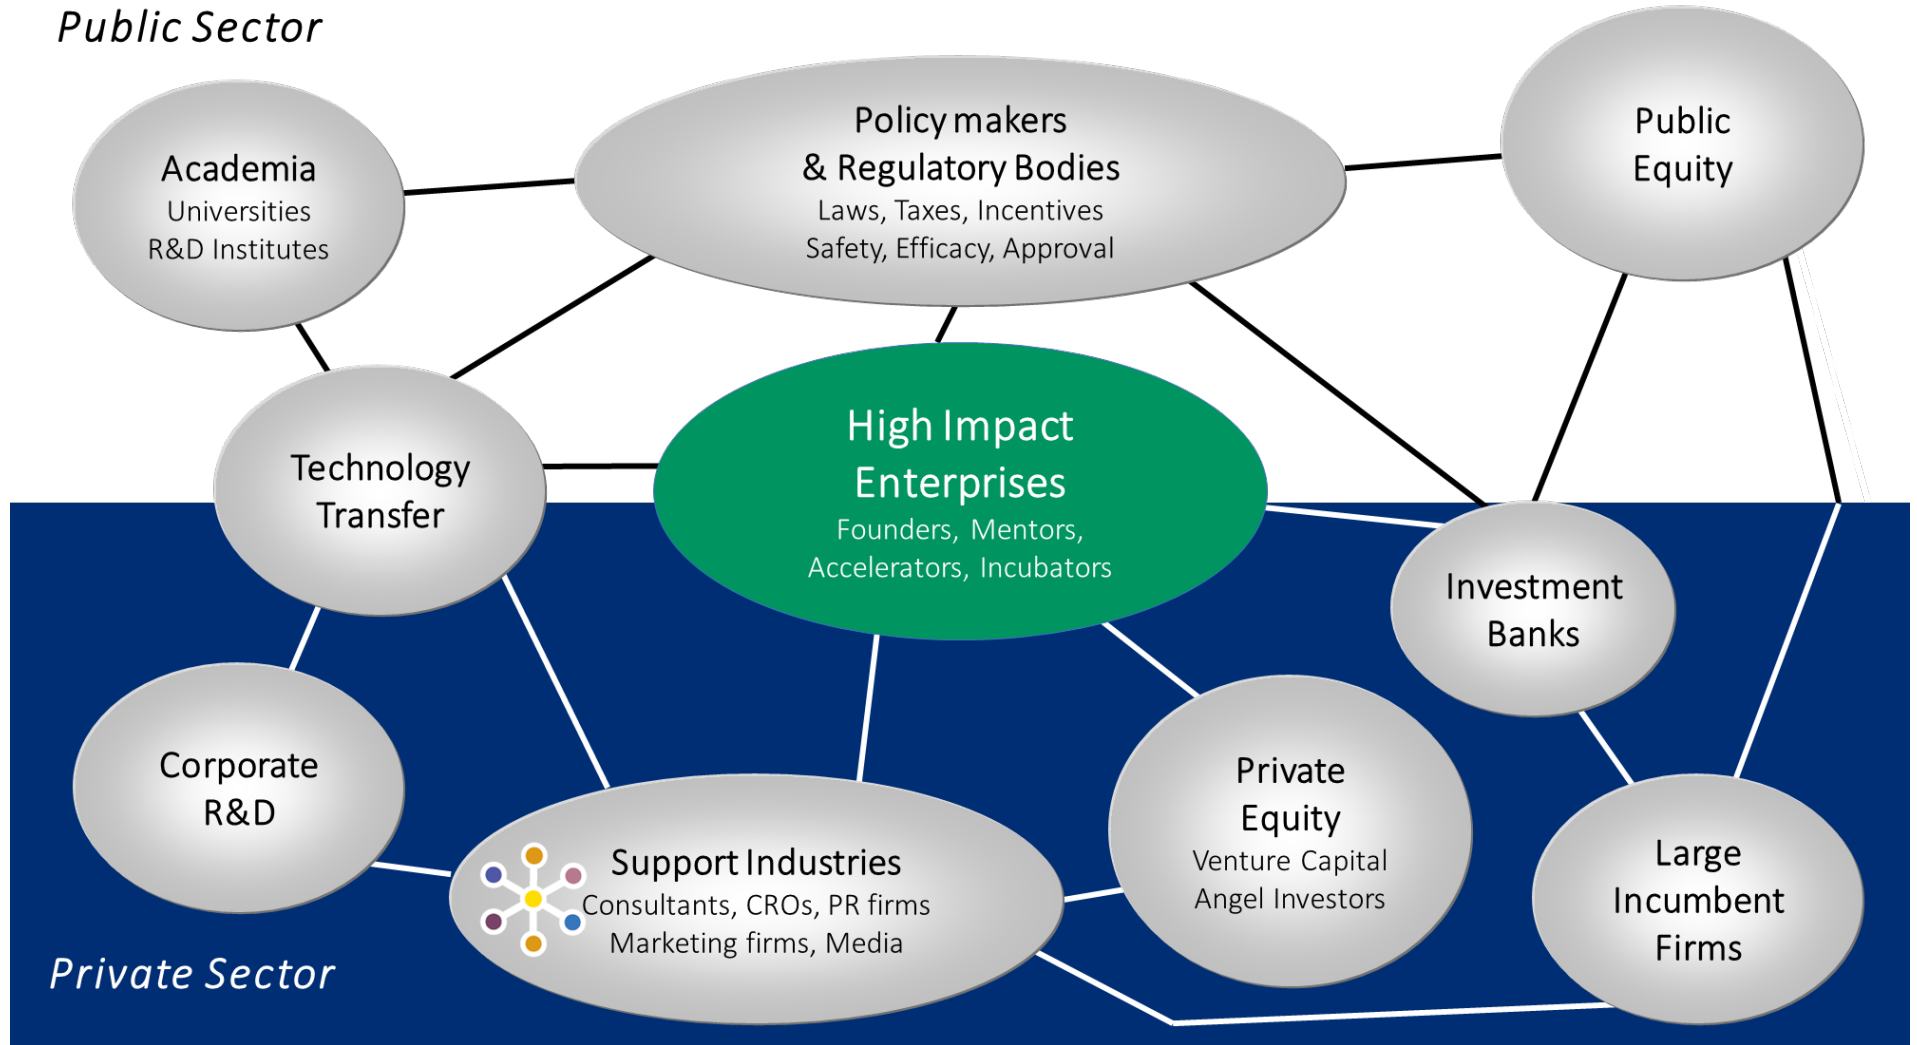 Public Sector
Academia
Universities
R&D Institutes
Policy makers
& Regulatory Bodies
Laws, Taxes, Incentives
Safety, Efficacy, Approval
Public
Equity
Technology
Transfer
High Impact
Enterprises
Founders, Mentors,
Accelerators, Incubators
Investment
Banks
Corporate
R&D
Support Industries
Consultants, CROs, PR firms
Marketing firms, Media
Private
Equity
Venture Capital
Angel Investors
Large
Incumbent
Firms
Private Sector